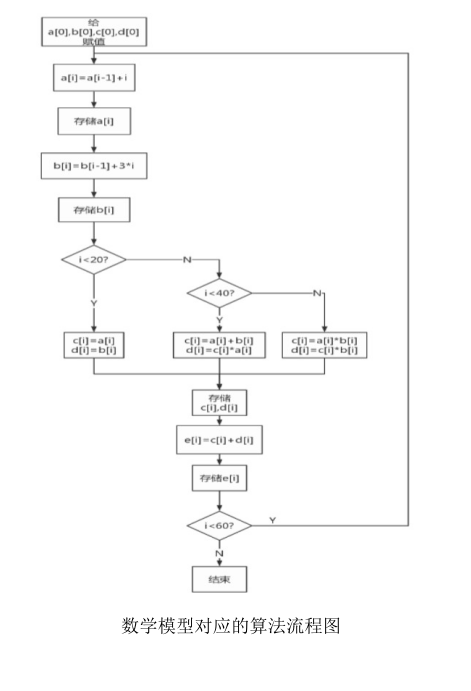 给
a[0],b[0],c[0],d[0]
赋值
a[i]=a[i-1]+i
存储a[i]
b[i]=b[i-1]+3*i
存储b[i]
i<20?
N
Y
i<40?
N
Y
c[i]=a[i]
d[i]=b[i]
c[i]=a[i]+b[i]
d[i]=c[i]*a[i]
c[i]=a[i]*b[i]
d[i]=c[i]*b[i]
存储
c[i],d[i]
e[i]=c[i]+d[i]
存储e[i]
i<60?
Y
N
结束
数学模型对应的算法流程图